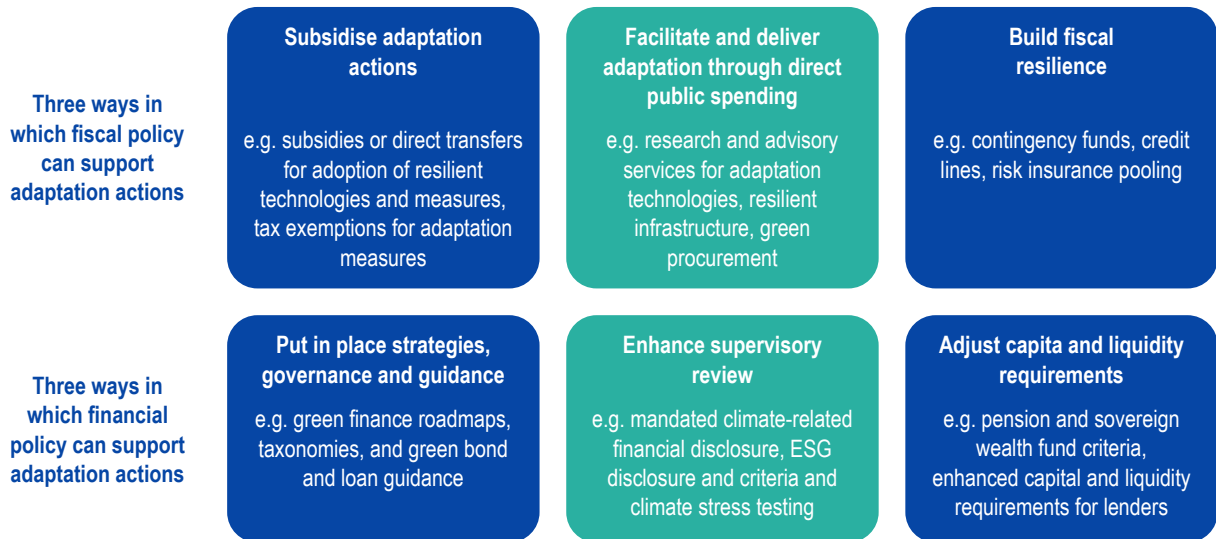 Three ways in
which fiscal policy
can support
adaptation actions
Subsidise adaptation
actions
e.g. subsidies or direct transfers
for adoption of resilient
technologies and measures,
tax exemptions for adaptation
measures
Facilitate and deliver
adaptation through direct
public spending
e.g. research and advisory
services for adaptation
technologies, resilient
infrastructure, green
procurement
Build fiscal
resilience
e.g. contingency funds, credit
lines, risk insurance pooling
Three ways in
which financial
policy can support
adaptation actions
Put in place strategies,
governance and guidance
e.g. green finance roadmaps,
taxonomies, and green bond
and loan guidance
Enhance supervisory
review
e.g. mandated climate-related
financial disclosure, ESG
disclosure and criteria and
climate stress testing
Adjust capita and liquidity
requirements
e.g. pension and sovereign
wealth fund criteria,
enhanced capital and liquidity
requirements for lenders